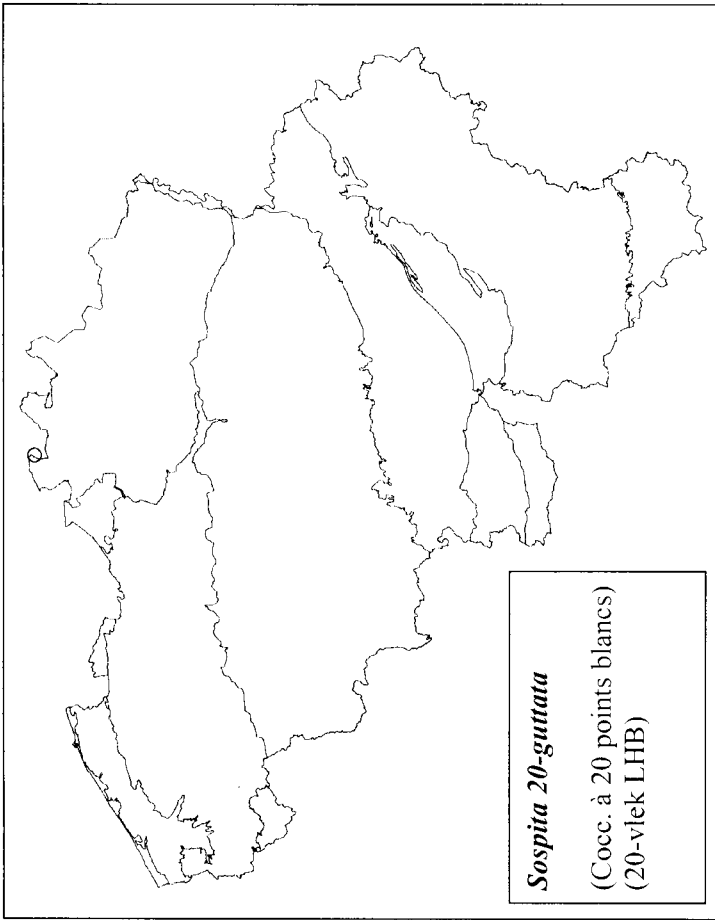 Sospita 20-guttata
(Cocc. à 20 points blancs)
(20-vlek LHB)